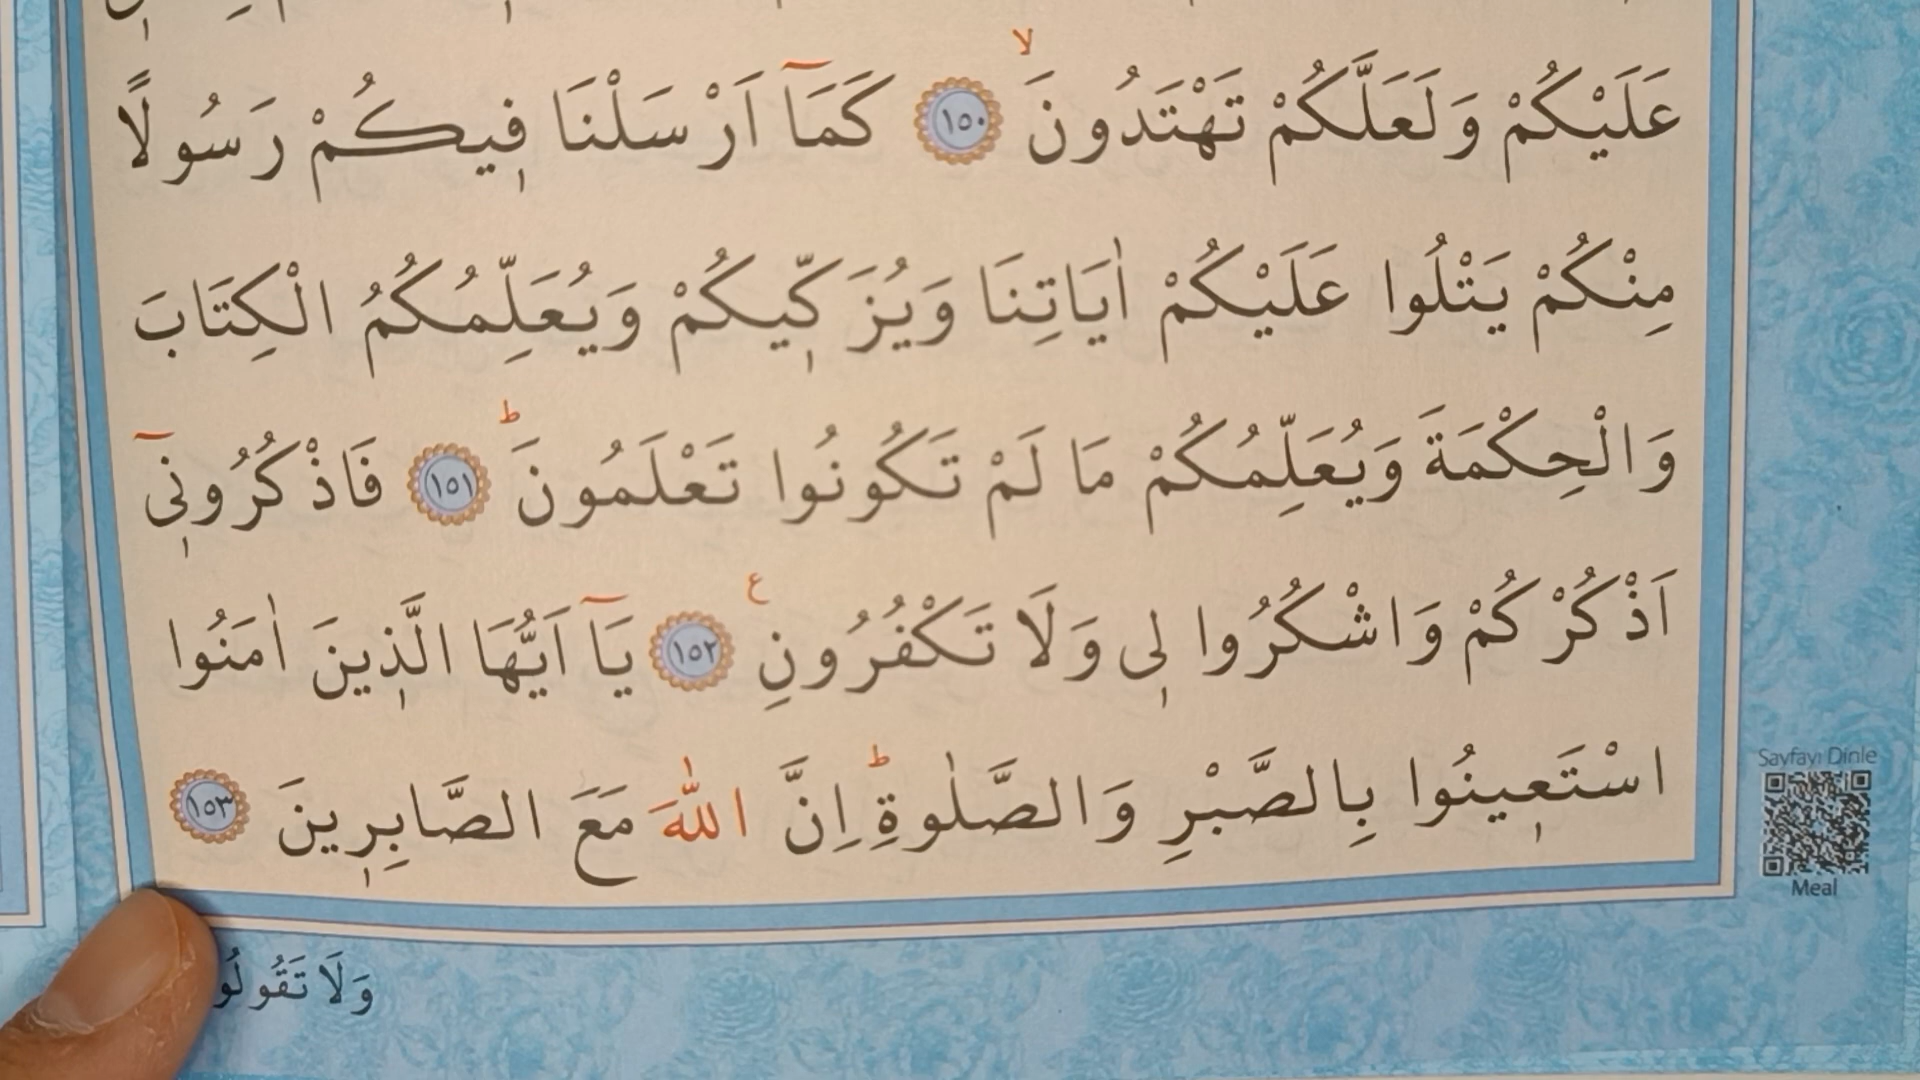 عَلَيْكُمْ وَلَعَلَّكُمْ تَهْتَدُونَ ۙ ﴿١٥٠﴾ كَمَٓا اَرْسَلْنَا ف۪يكُمْ رَسُولًا
مِنْكُمْ يَتْلُوا عَلَيْكُمْ اٰيَاتِنَا وَيُزَكّ۪يكُمْ وَيُعَلِّمُكُمُ الْكِتَابَ
وَالْحِكْمَةَ وَيُعَلِّمُكُمْ مَا لَمْ تَكُونُوا تَعْلَمُونَ ۜ ﴿١٥١﴾ فَاذْكُرُون۪ٓي
اَذْكُرْكُمْ وَاشْكُرُوا ل۪ي وَلَا تَكْفُرُونِ ع ﴿١٥٢﴾ يَٓا اَيُّهَا الَّذ۪ينَ اٰمَنُوا
اسْتَع۪ينُوا بِالصَّبْرِ وَالصَّلٰوةِ ط اِنَّ اللّٰهَ مَعَ الصَّابِر۪ينَ ﴿١٥٣﴾
Sayfayı Dinle
Meal
وَلَا تَقُولُو